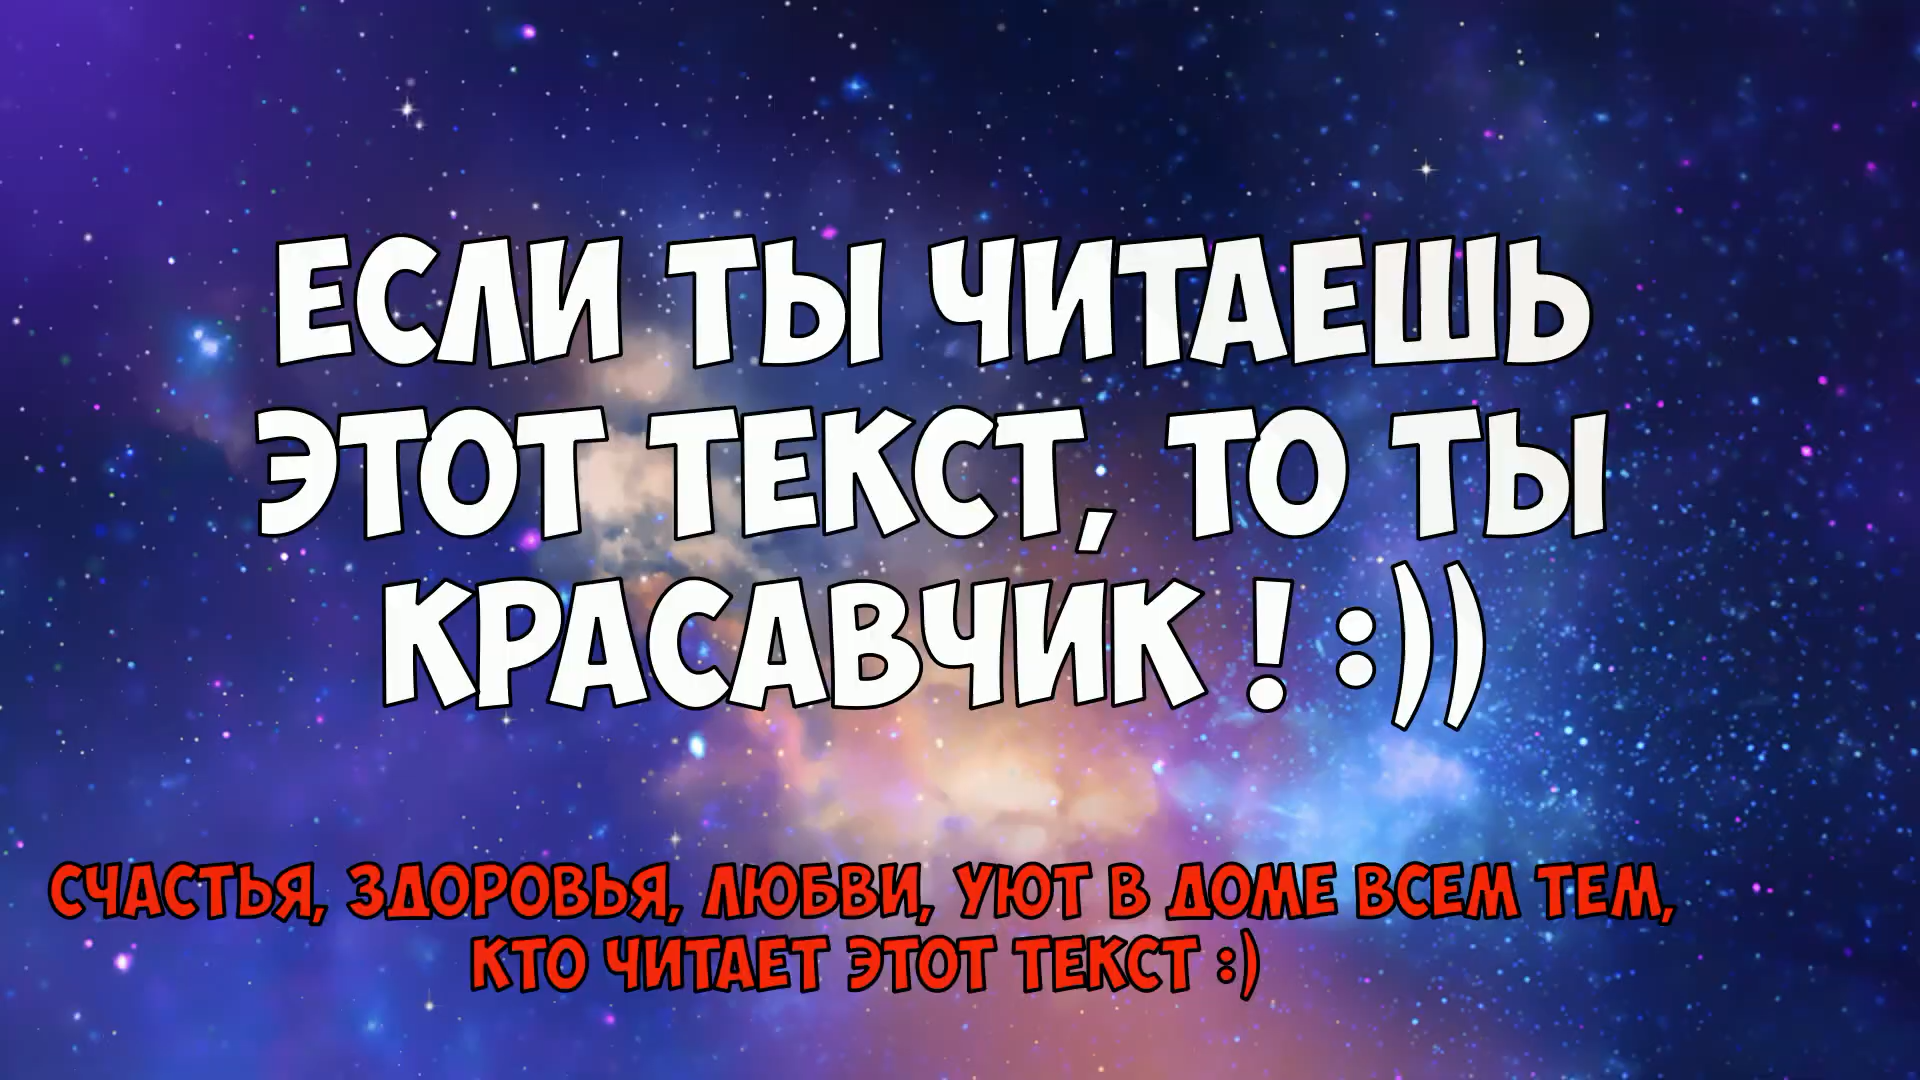 ЕСЛИ ТЫ ЧИТАЕШЬ
ЭТОТ ТЕКСТ, ТО ТЫ
КРАСАВЧИК ! :))
СЧАСТЬЯ, ЗДОРОВЬЯ, ЛЮБВИ, УЮТ В ДОМЕ ВСЕМ ТЕМ,
КТО ЧИТАЕТ ЭТОТ ТЕКСТ :)